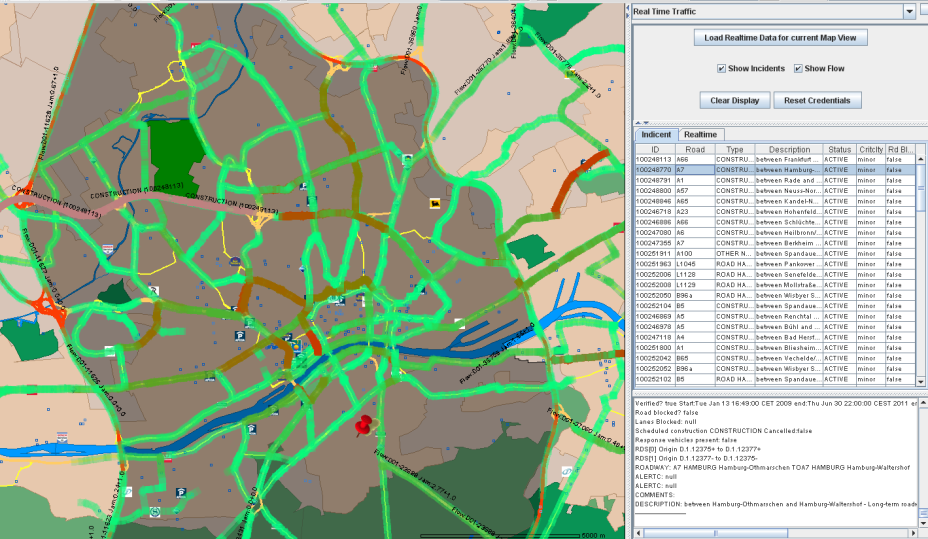 Real Time Traffic
Load Realtime Data for current Map View
Show Incidents Show Flow
Clear Display Reset Credentials
Indicent Realtime
ID Road Type Description Status Critcity Rd Bl...
100248113 A66 CONSTRU... between Frankfurt ... ACTIVE minor false
100248770 A7 CONSTRU... between Hamburg-... ACTIVE minor false
100248791 A1 CONSTRU... between Rade and ... ACTIVE minor false
100248800 A57 CONSTRU... between Neuss-Nor... ACTIVE minor false
100248946 A65 CONSTRU... between Kandel-N... ACTIVE minor false
100246718 A23 CONSTRU... between Hohenfeld... ACTIVE minor false
100246886 A66 CONSTRU... between Schlüchte... ACTIVE minor false
100247080 A6 CONSTRU... between Heilbronn/... ACTIVE minor false
100247355 A7 CONSTRU... between Berkheim ... ACTIVE minor false
100251911 A100 OTHER N... between Spandaue... ACTIVE minor false
100251963 L1045 ROAD HA... between Pankower... ACTIVE minor false
100252006 L1128 ROAD HA... between Senefelde... ACTIVE minor false
100252008 L1129 ROAD HA... between Mollstraße... ACTIVE minor false
100252050 B96a ROAD HA... between Wisbyer S... ACTIVE minor false
100252104 B5 CONSTRU... between Spandaue... ACTIVE minor false
100246869 A5 CONSTRU... between Renchtal ... ACTIVE minor false
100246978 A5 CONSTRU... between Bühl and ... ACTIVE minor false
100247118 A4 CONSTRU... between Bad Herst... ACTIVE minor false
100251800 A1 CONSTRU... between Bliesheim... ACTIVE minor false
100252042 B65 CONSTRU... between Vechelde/... ACTIVE minor false
100252052 B96a CONSTRU... between Wisbyer S... ACTIVE minor false
100252102 B5 ROAD HA... between Spandaue... ACTIVE minor false
Verified? true Start:Tue Jan 13 16:49:00 CET 2009 end:Thu Jun 30 22:00:00 CEST 2011 er
Road blocked? false
Lanes Blocked: null
Scheduled construction CONSTRUCTION Cancelled:false
Response vehicles present: false
RDS[0] Origin D.1.12375+ to D.1.12377+
RDS[1] Origin D.1.12377- to D.1.12375-
ROADWAY: A7 HAMBURG Hamburg-Othmarschen TOA7 HAMBURG Hamburg-Waltershof
ALERTC: null
ALERTC: null
COMMENTS:
DESCRIPTION: between Hamburg-Othmarschen and Hamburg-Waltershof - Long-term roadw
CONSTRUCTION (100248113)
CONSTRUCTION (100248113)
CONSTRUCTION (100248113)
5000 m